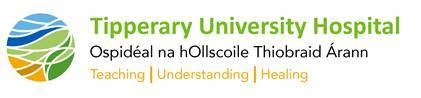 Tipperary University Hospital
Ospidéal na hOllscoile Thiobraid Árann
Teaching | Understanding | Healing